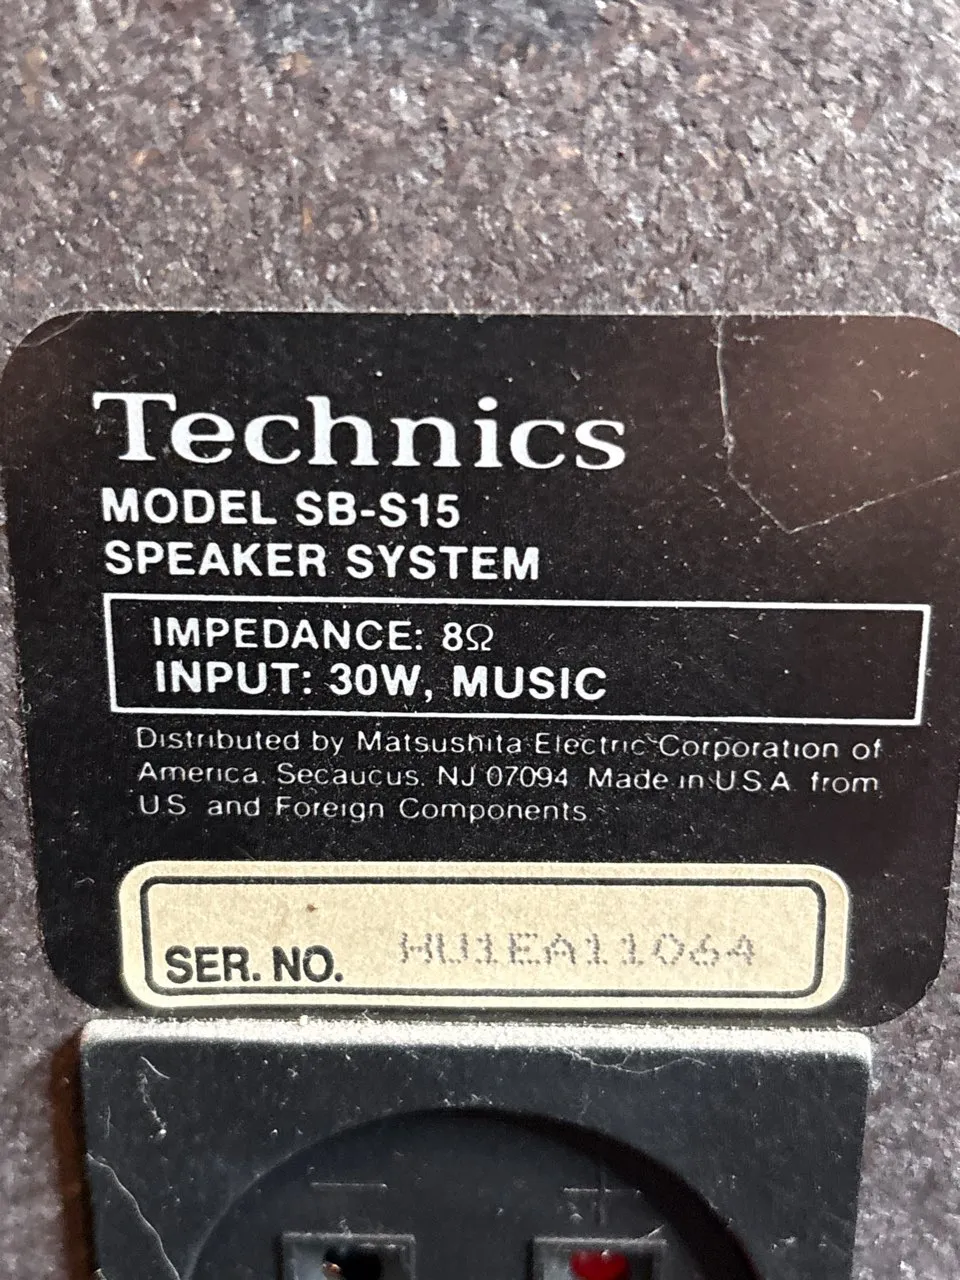 Technics
MODEL SB-S15
SPEAKER SYSTEM
IMPEDANCE: 8Ω
INPUT: 30W, MUSIC
Distributed by Matsushita Electric Corporation of
America. Secaucus. NJ 07094 Made in U.S.A. from
U.S. and Foreign Components.
SER. NO. HU1EA11064